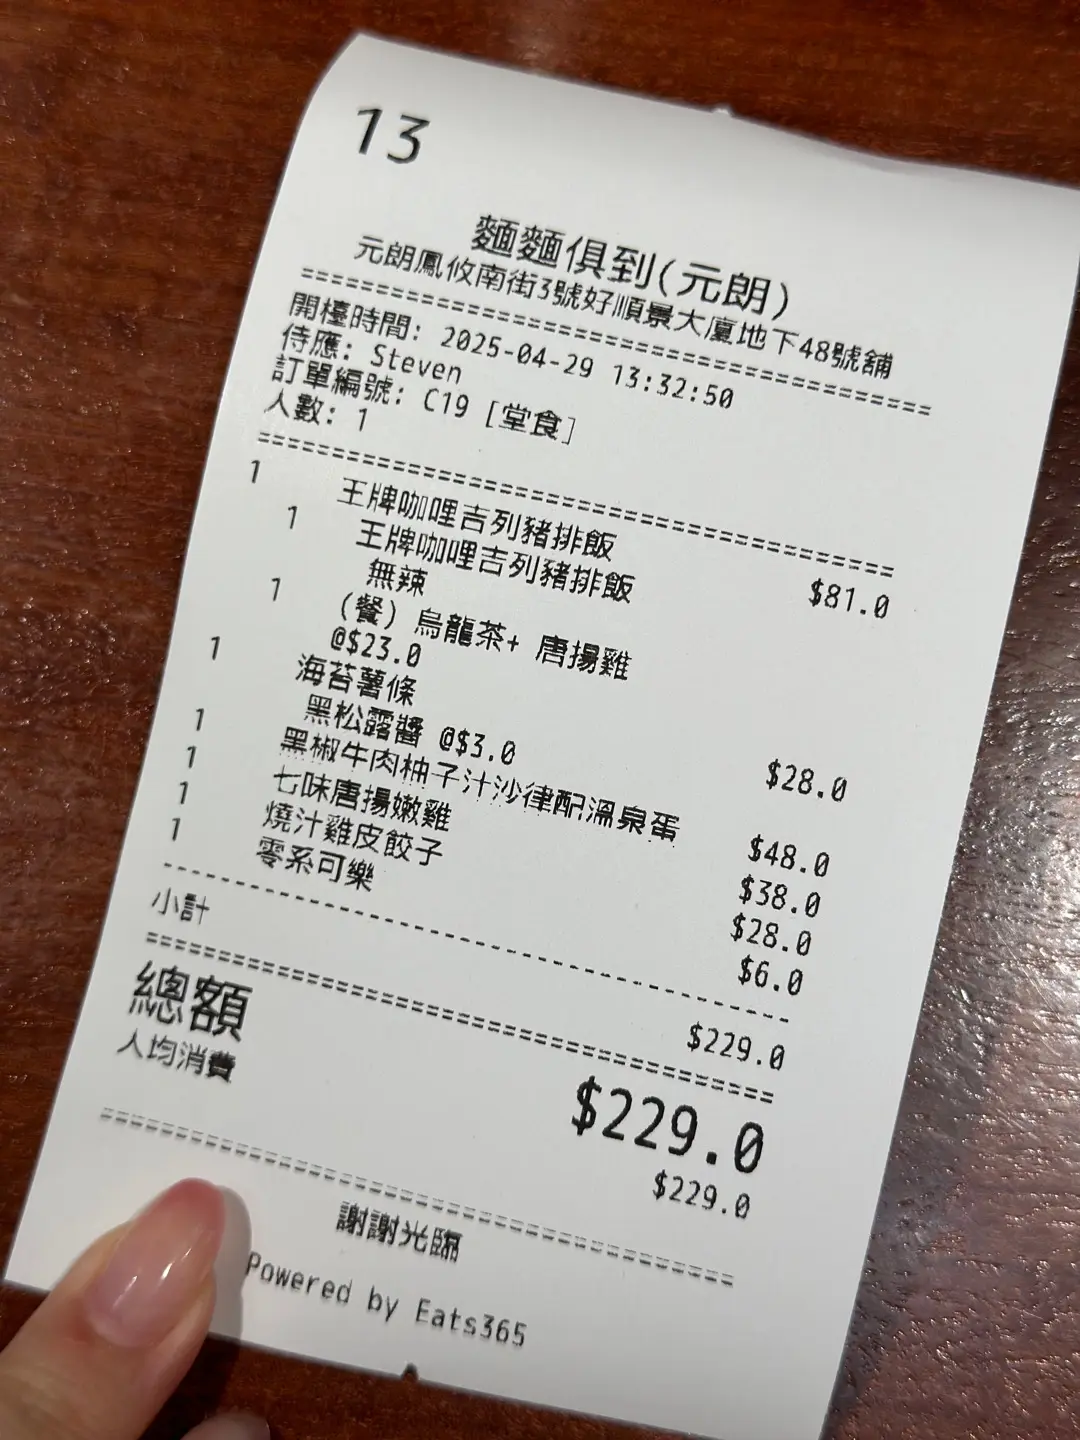 13
麵麵俱到(元朗)
元朗鳳攸南街3號好順景大廈地下48號舖
==========================================
開檯時間: 2025-04-29 13:32:50
侍應: Steven
訂單編號: C19 [堂食]
人數: 1
==========================================
1 王牌咖哩吉列豬排飯 $81.0
1 王牌咖哩吉列豬排飯
無辣
1 (餐) 烏龍茶+ 唐揚雞
@$23.0
1 海苔薯條 $28.0
黑松露醬 @$3.0
1 黑椒牛肉柚子汁沙律配溫泉蛋 $48.0
1 七味唐揚嫩雞 $38.0
1 燒汁雞皮餃子 $28.0
1 零系可樂 $6.0
------------------------------------------
小計 $229.0
==========================================
總額 $229.0
人均消費 $229.0
==========================================
謝謝光臨
Powered by Eats365